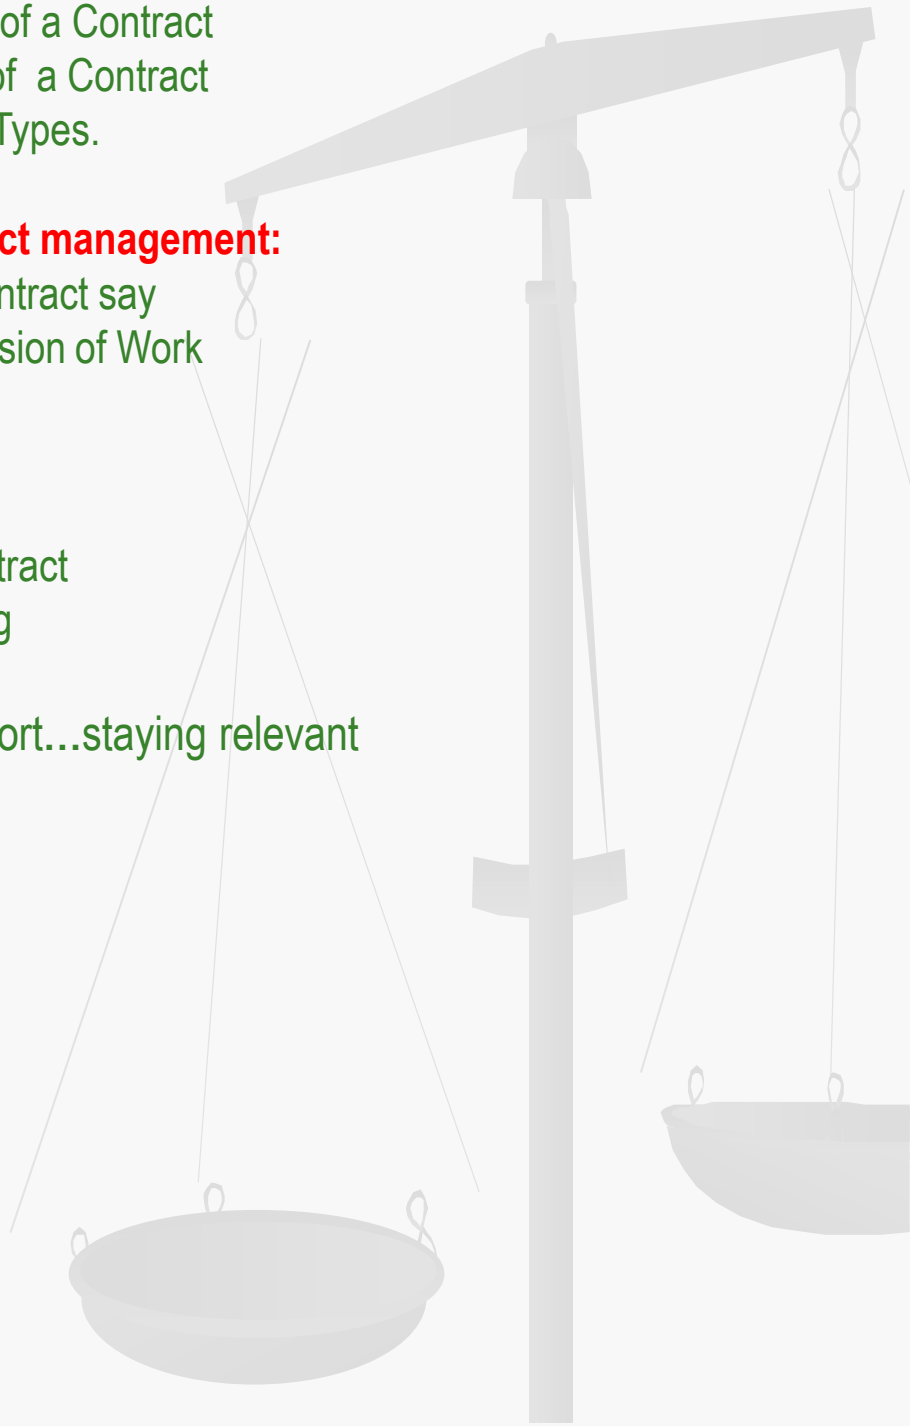 of a Contract
of a Contract
Types.
ct management:
ntract say
sion of Work
tract
g
ort...staying relevant